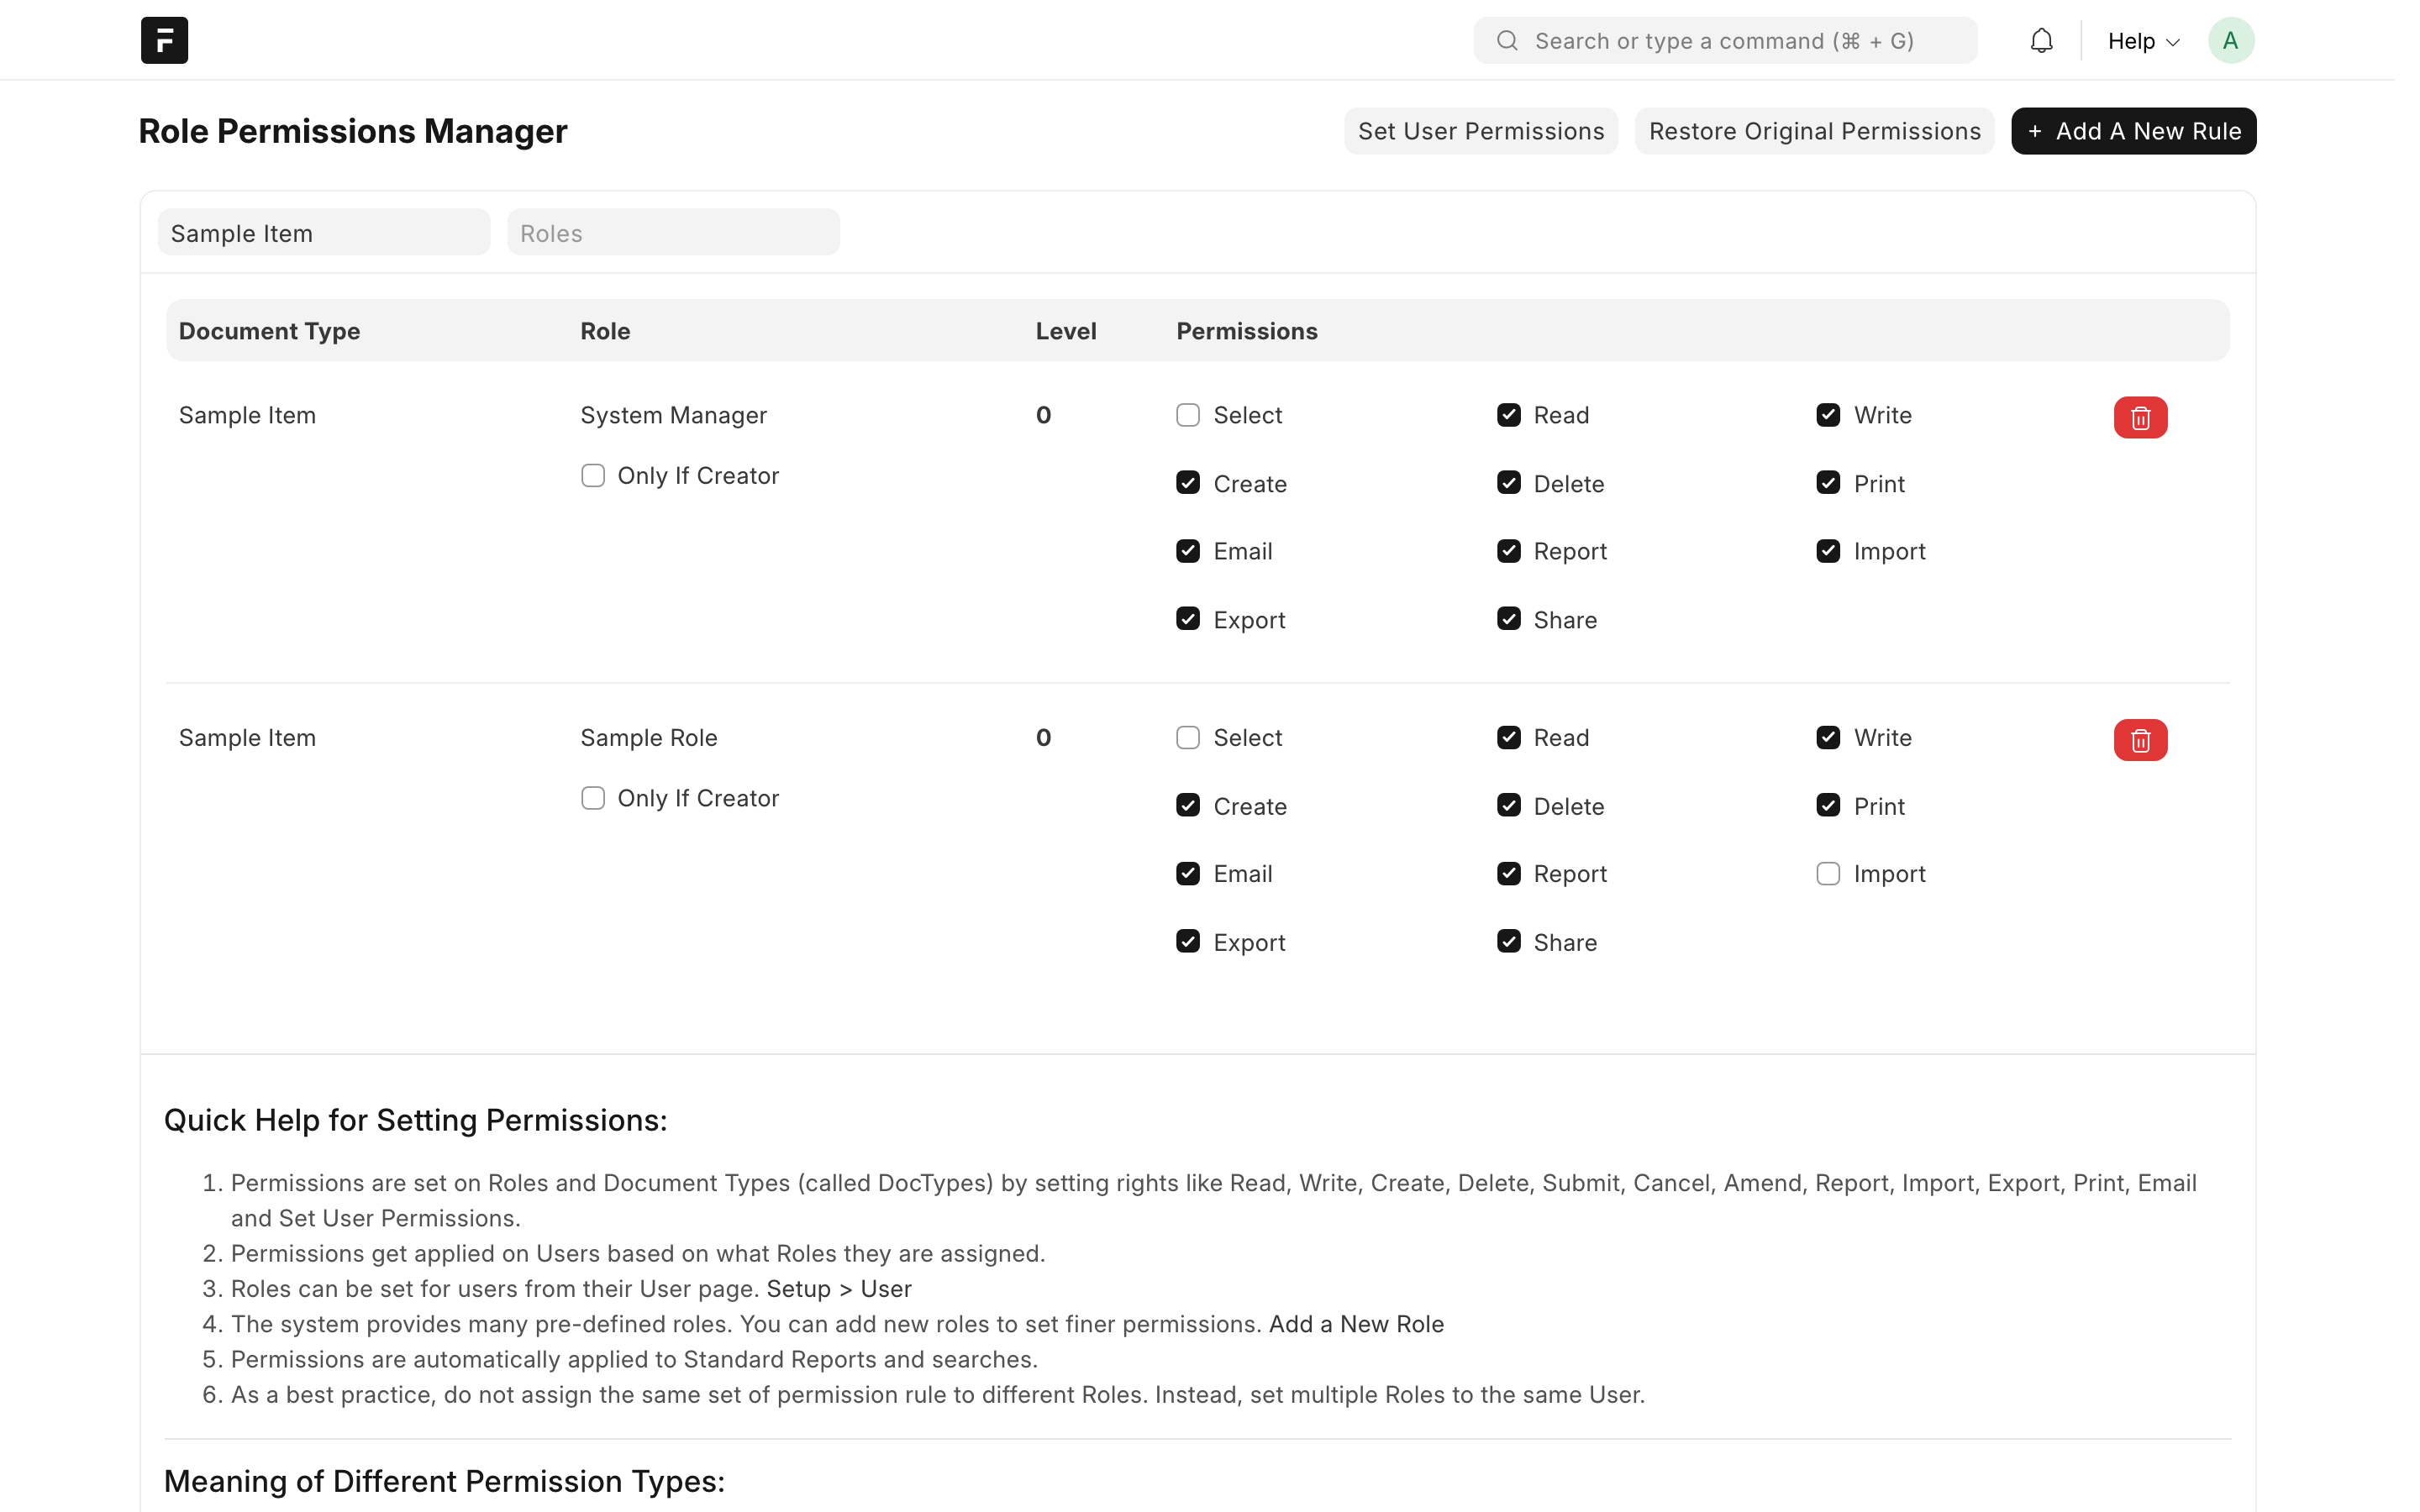 F
Search or type a command (⌘ + G)
Help
A
Role Permissions Manager
Set User Permissions
Restore Original Permissions
+ Add A New Rule
Sample Item
Roles
Document Type Role Level Permissions
Sample Item System Manager 0 Select Read Write
Only If Creator
Create Delete Print
Email Report Import
Export Share
Sample Item Sample Role 0 Select Read Write
Only If Creator
Create Delete Print
Email Report Import
Export Share
Quick Help for Setting Permissions:
1. Permissions are set on Roles and Document Types (called DocTypes) by setting rights like Read, Write, Create, Delete, Submit, Cancel, Amend, Report, Import, Export, Print, Email
and Set User Permissions.
2. Permissions get applied on Users based on what Roles they are assigned.
3. Roles can be set for users from their User page. Setup > User
4. The system provides many pre-defined roles. You can add new roles to set finer permissions. Add a New Role
5. Permissions are automatically applied to Standard Reports and searches.
6. As a best practice, do not assign the same set of permission rule to different Roles. Instead, set multiple Roles to the same User.
Meaning of Different Permission Types: